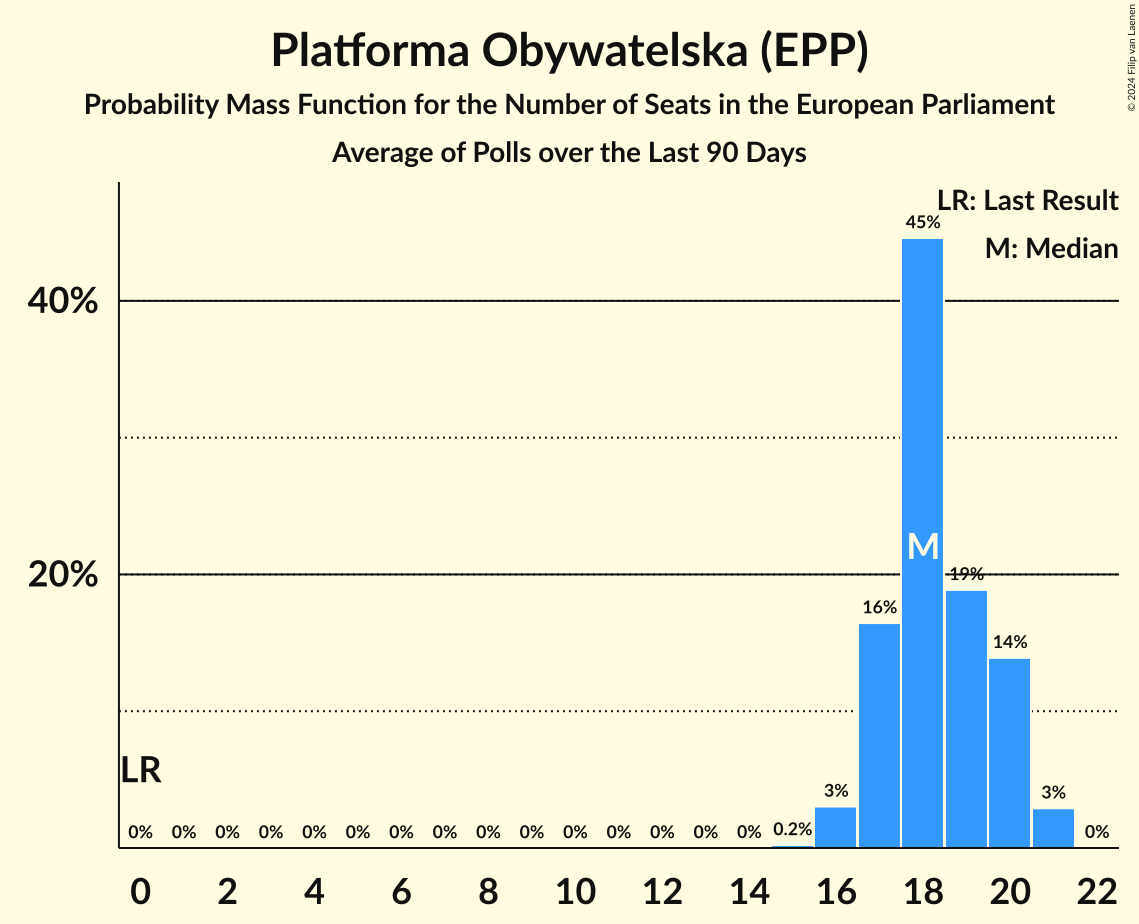 Platforma Obywatelska (EPP)
Probability Mass Function for the Number of Seats in the European Parliament
Average of Polls over the Last 90 Days
© 2024 Filip van Laenen
LR: Last Result
M: Median
45%
40%
M
20%
19%
16%
14%
LR
3%
3%
0% 0% 0% 0% 0% 0% 0% 0% 0% 0% 0% 0% 0% 0% 0% 0.2% 0%
0 2 4 6 8 10 12 14 16 18 20 22